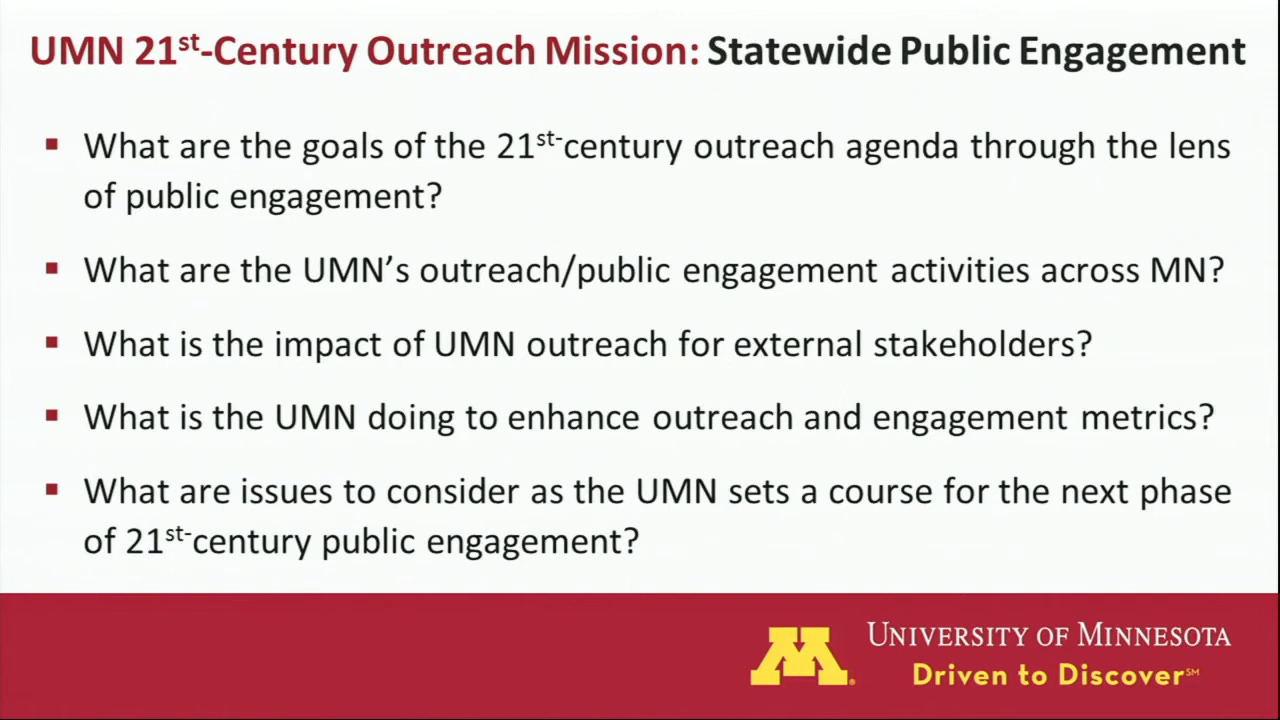 UMN 21st-Century Outreach Mission: Statewide Public Engagement
▪ What are the goals of the 21st-century outreach agenda through the lens
of public engagement?
▪ What are the UMN’s outreach/public engagement activities across MN?
▪ What is the impact of UMN outreach for external stakeholders?
▪ What is the UMN doing to enhance outreach and engagement metrics?
▪ What are issues to consider as the UMN sets a course for the next phase
of 21st-century public engagement?
M®
UNIVERSITY OF MINNESOTA
Driven to Discover℠